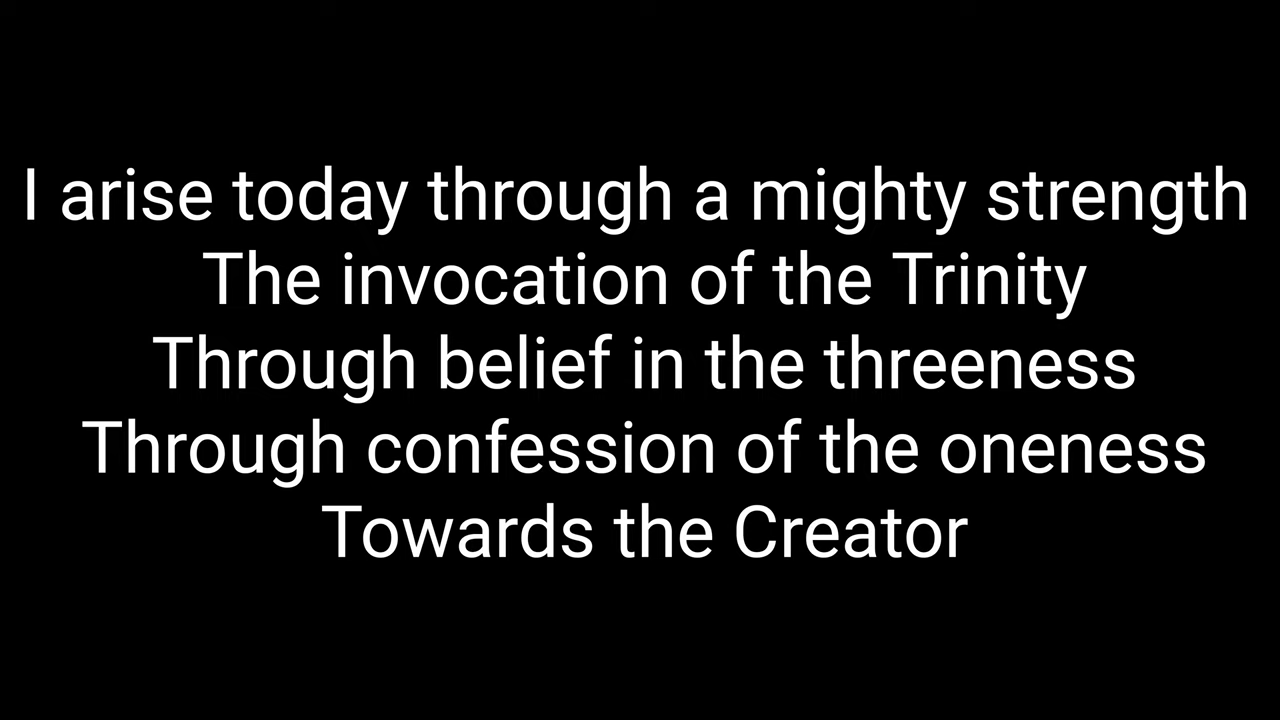 I arise today through a mighty strength
The invocation of the Trinity
Through belief in the threeness
Through confession of the oneness
Towards the Creator